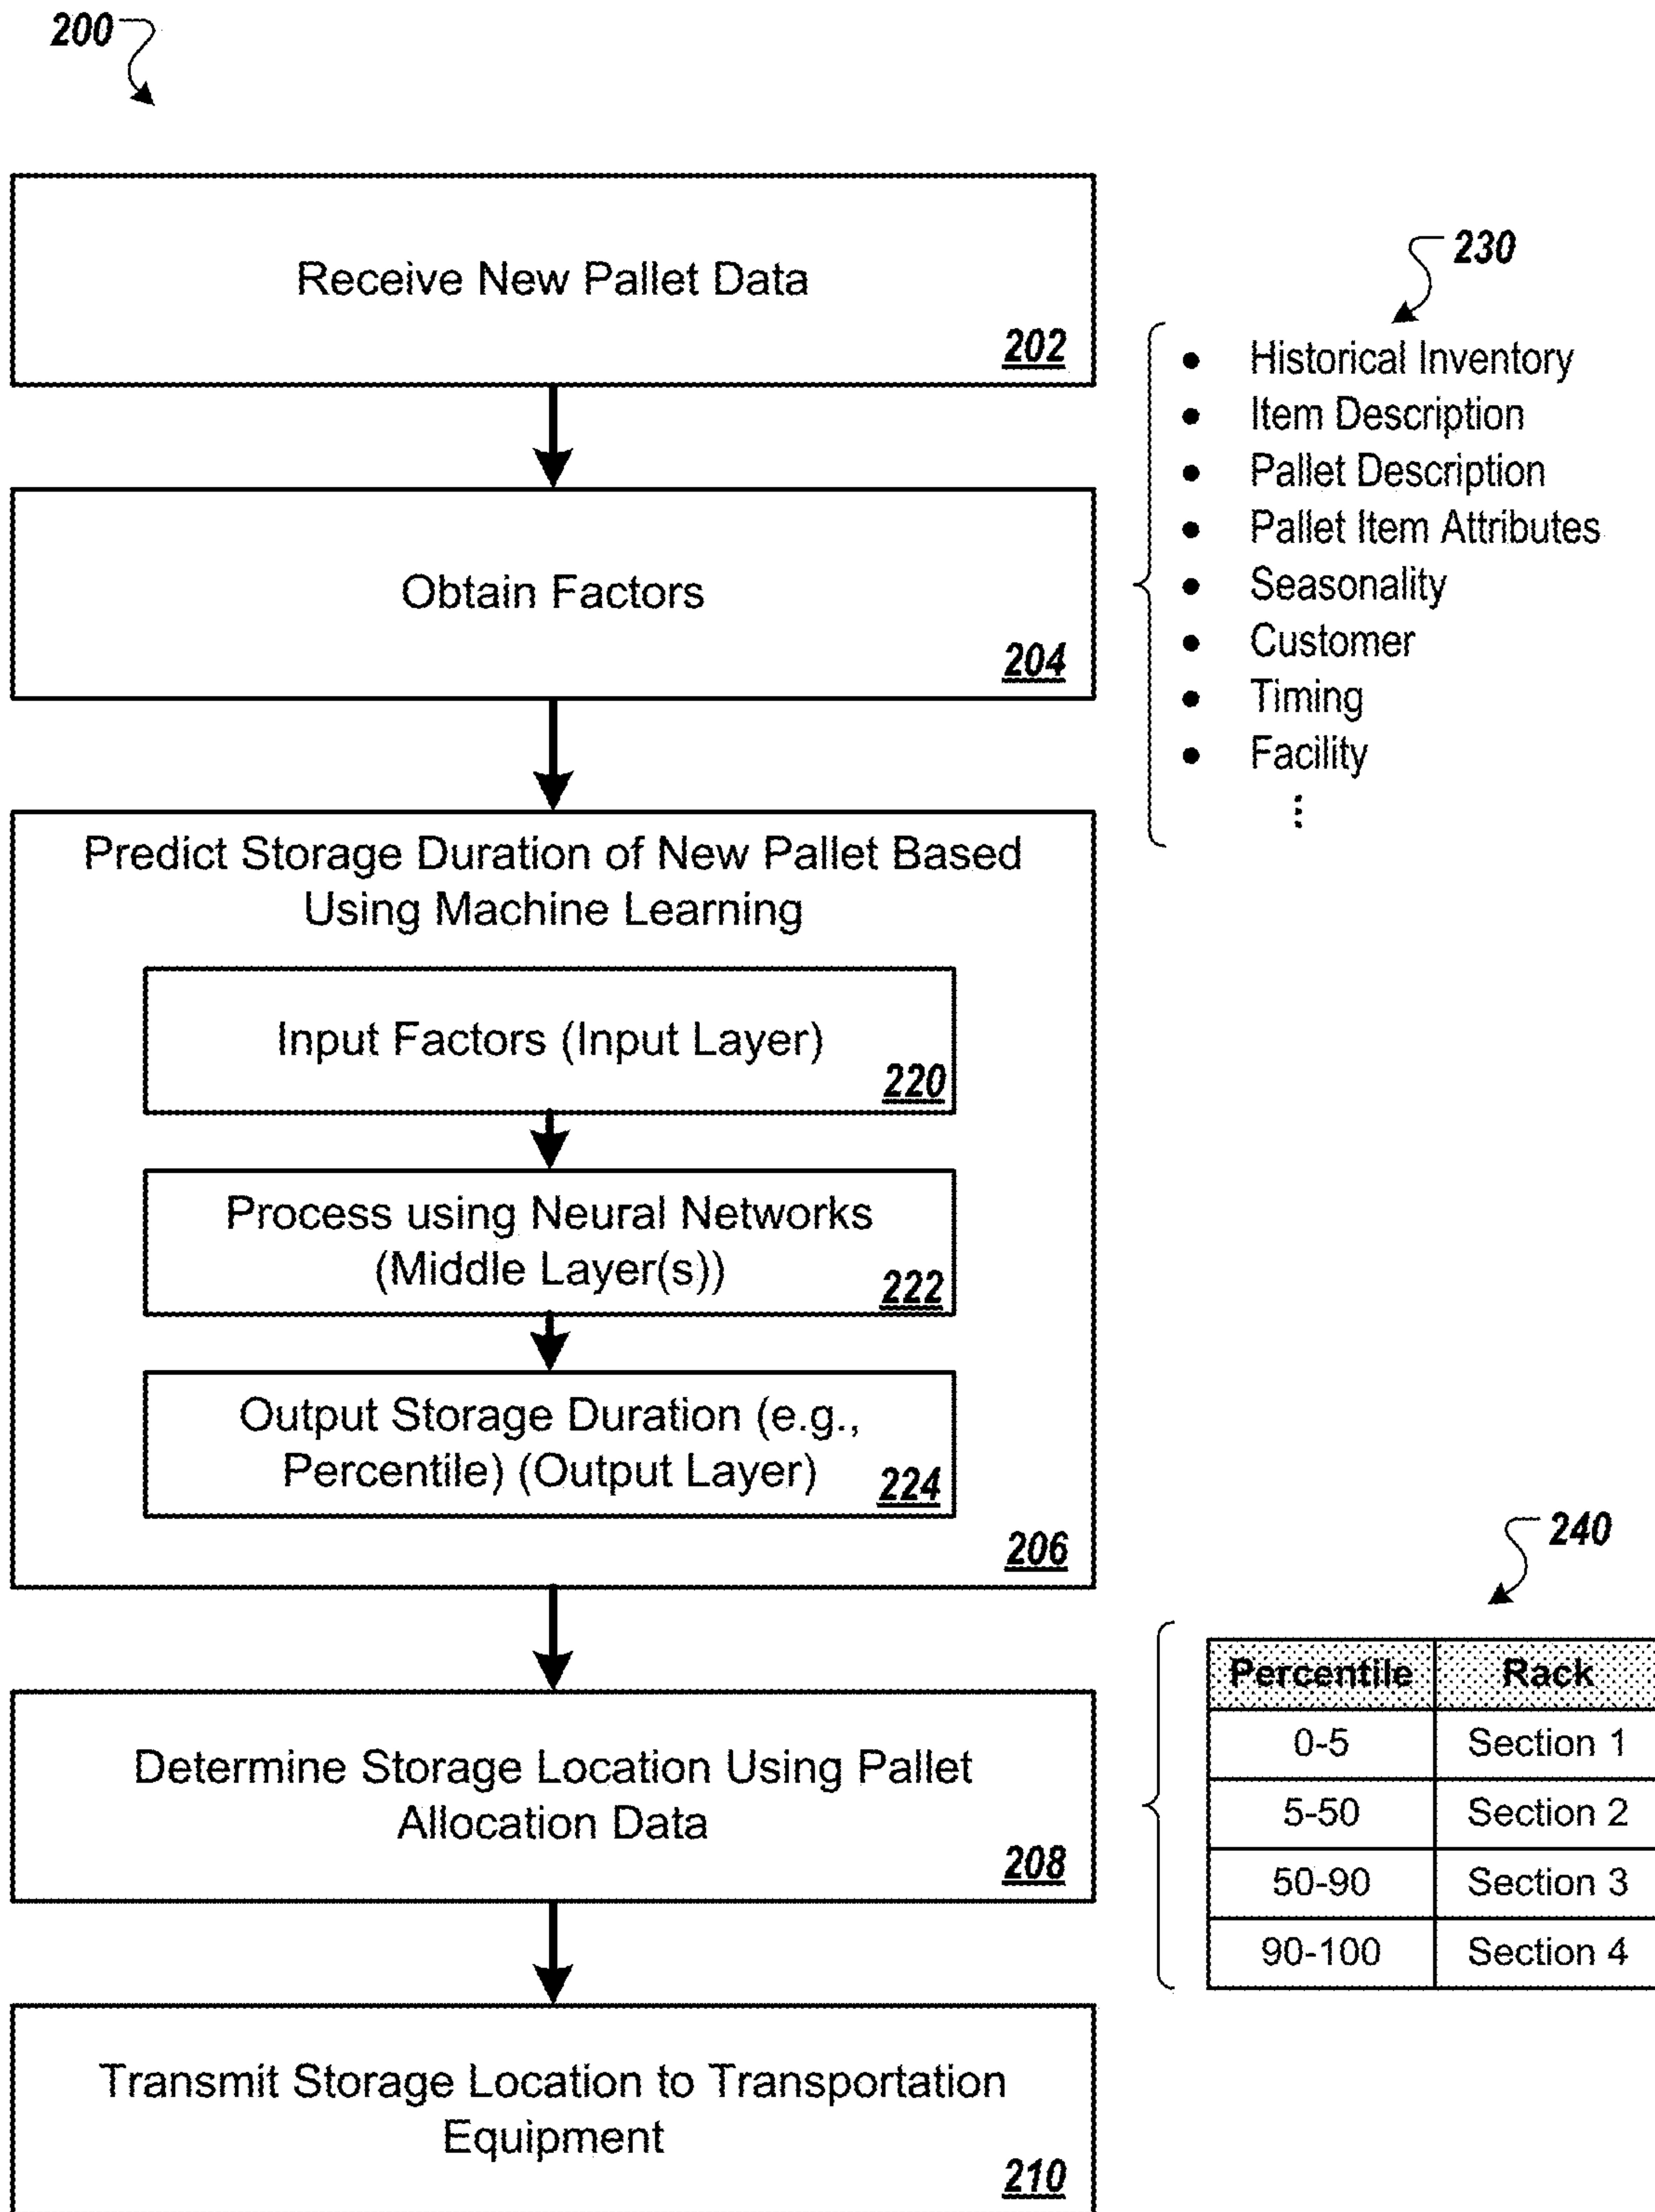 200
Receive New Pallet Data
202
230
• Historical Inventory
• Item Description
• Pallet Description
• Pallet Item Attributes
• Seasonality
• Customer
• Timing
• Facility
⋮
Obtain Factors
204
Predict Storage Duration of New Pallet Based
Using Machine Learning
Input Factors (Input Layer)
220
Process using Neural Networks
(Middle Layer(s))
222
Output Storage Duration (e.g.,
Percentile) (Output Layer)
224
206
240
Percentile Rack
0-5 Section 1
5-50 Section 2
50-90 Section 3
90-100 Section 4
Determine Storage Location Using Pallet
Allocation Data
208
Transmit Storage Location to Transportation
Equipment
210